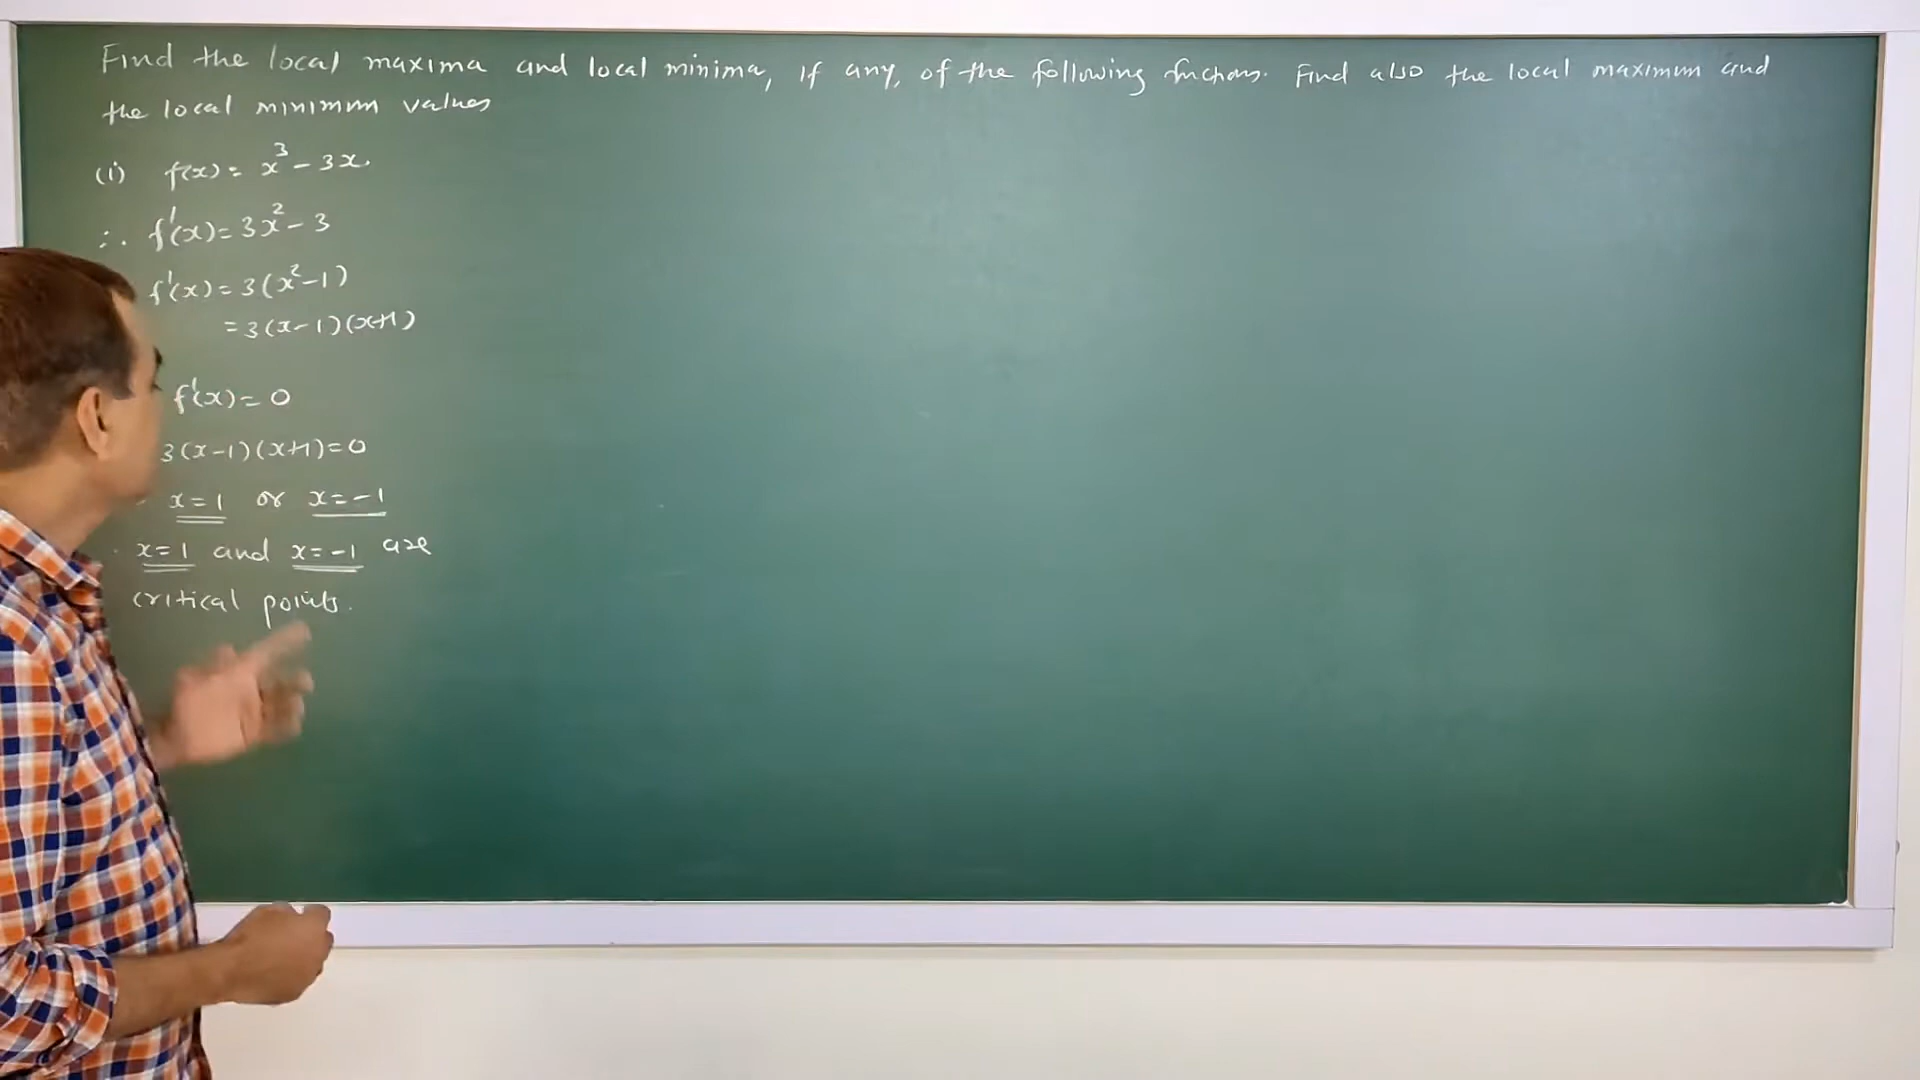 Find the local maxima and local minima, if any, of the following functions. Find also the local maximum and
the local minimum values
(i) f(x) = x³ - 3x.
∴ f'(x) = 3x² - 3
f'(x) = 3(x² - 1)
= 3(x-1)(x+1)
f'(x) = 0
3(x-1)(x+1) = 0
x = 1 or x = -1
x = 1 and x = -1 are
critical points.